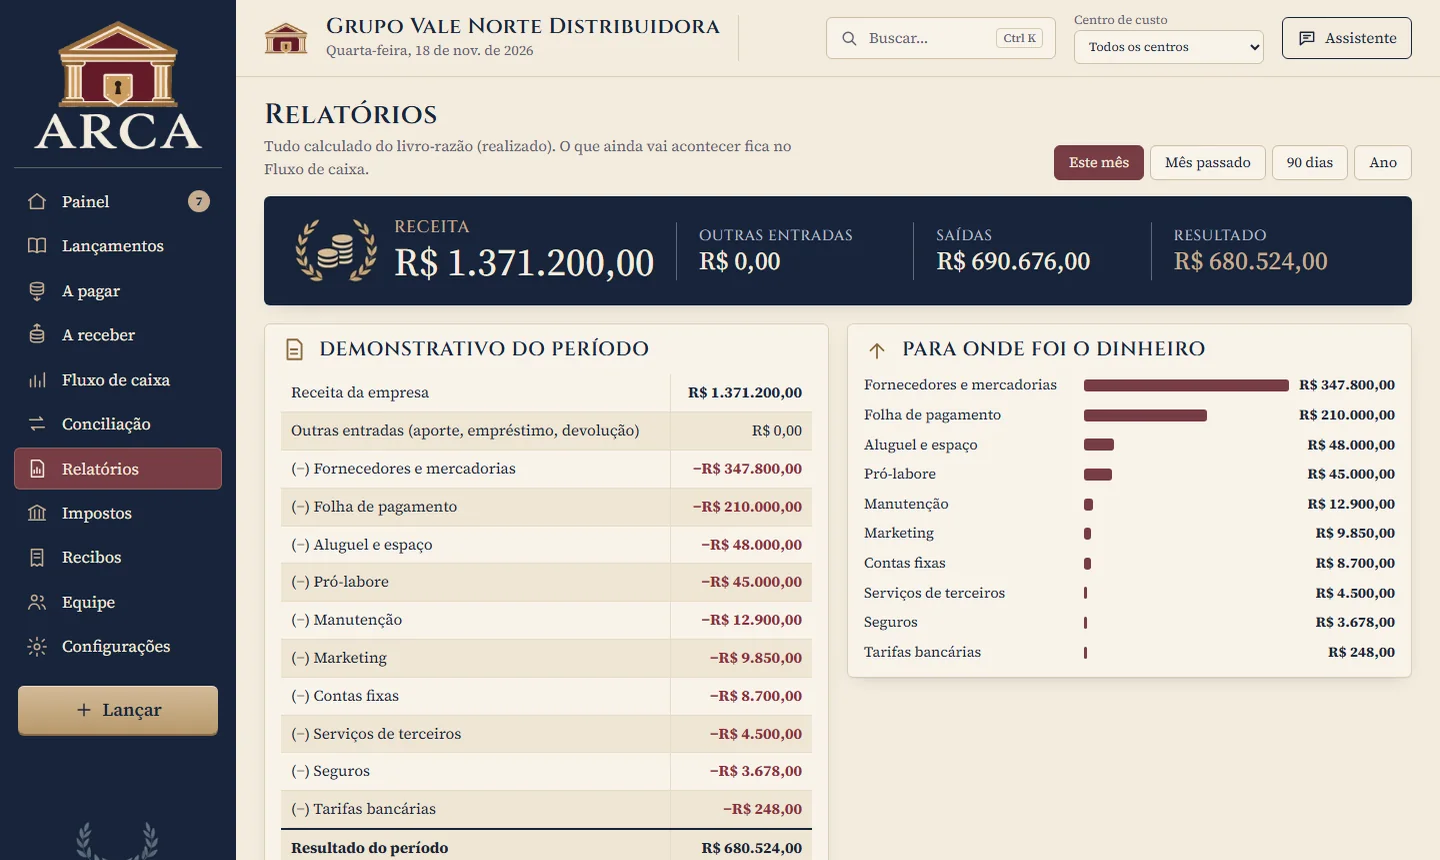 ARCA
Painel
7
Lançamentos
A pagar
A receber
Fluxo de caixa
Conciliação
Relatórios
Impostos
Recibos
Equipe
Configurações
+ Lançar
Grupo Vale Norte Distribuidora
Quarta-feira, 18 de nov. de 2026
Buscar...
Ctrl K
Centro de custo
Todos os centros
Assistente
Relatórios
Tudo calculado do livro-razão (realizado). O que ainda vai acontecer fica no
Fluxo de caixa.
Este mês
Mês passado
90 dias
Ano
RECEITA
R$ 1.371.200,00
OUTRAS ENTRADAS
R$ 0,00
SAÍDAS
R$ 690.676,00
RESULTADO
R$ 680.524,00
DEMONSTRATIVO DO PERÍODO
Receita da empresa R$ 1.371.200,00
Outras entradas (aporte, empréstimo, devolução) R$ 0,00
(−) Fornecedores e mercadorias −R$ 347.800,00
(−) Folha de pagamento −R$ 210.000,00
(−) Aluguel e espaço −R$ 48.000,00
(−) Pró-labore −R$ 45.000,00
(−) Manutenção −R$ 12.900,00
(−) Marketing −R$ 9.850,00
(−) Contas fixas −R$ 8.700,00
(−) Serviços de terceiros −R$ 4.500,00
(−) Seguros −R$ 3.678,00
(−) Tarifas bancárias −R$ 248,00
Resultado do período R$ 680.524,00
PARA ONDE FOI O DINHEIRO
Fornecedores e mercadorias R$ 347.800,00
Folha de pagamento R$ 210.000,00
Aluguel e espaço R$ 48.000,00
Pró-labore R$ 45.000,00
Manutenção R$ 12.900,00
Marketing R$ 9.850,00
Contas fixas R$ 8.700,00
Serviços de terceiros R$ 4.500,00
Seguros R$ 3.678,00
Tarifas bancárias R$ 248,00